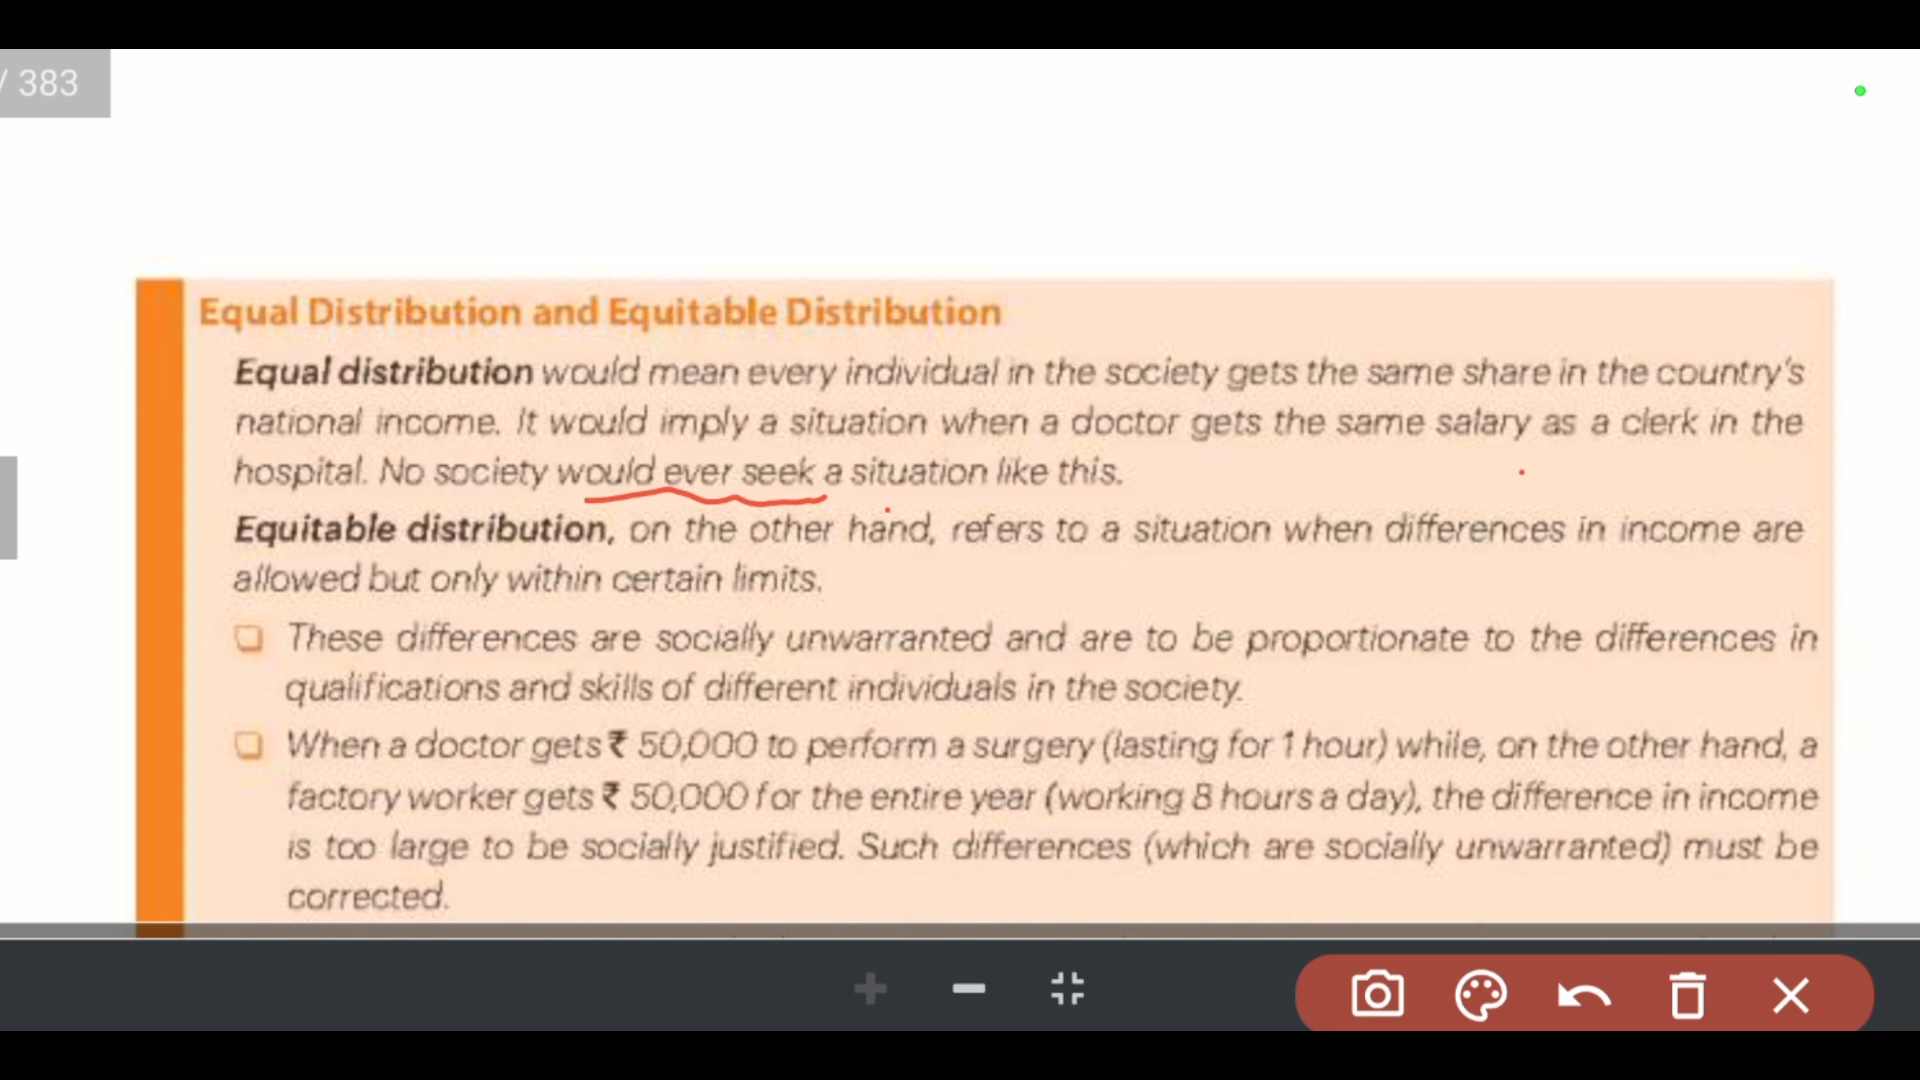 / 383
Equal Distribution and Equitable Distribution
Equal distribution would mean every individual in the society gets the same share in the country's
national income. It would imply a situation when a doctor gets the same salary as a clerk in the
hospital. No society would ever seek a situation like this.
Equitable distribution, on the other hand, refers to a situation when differences in income are
allowed but only within certain limits.
❑ These differences are socially unwarranted and are to be proportionate to the differences in
qualifications and skills of different individuals in the society.
❑ When a doctor gets ₹ 50,000 to perform a surgery (lasting for 1 hour) while, on the other hand, a
factory worker gets ₹ 50,000 for the entire year (working 8 hours a day), the difference in income
is too large to be socially justified. Such differences (which are socially unwarranted) must be
corrected.